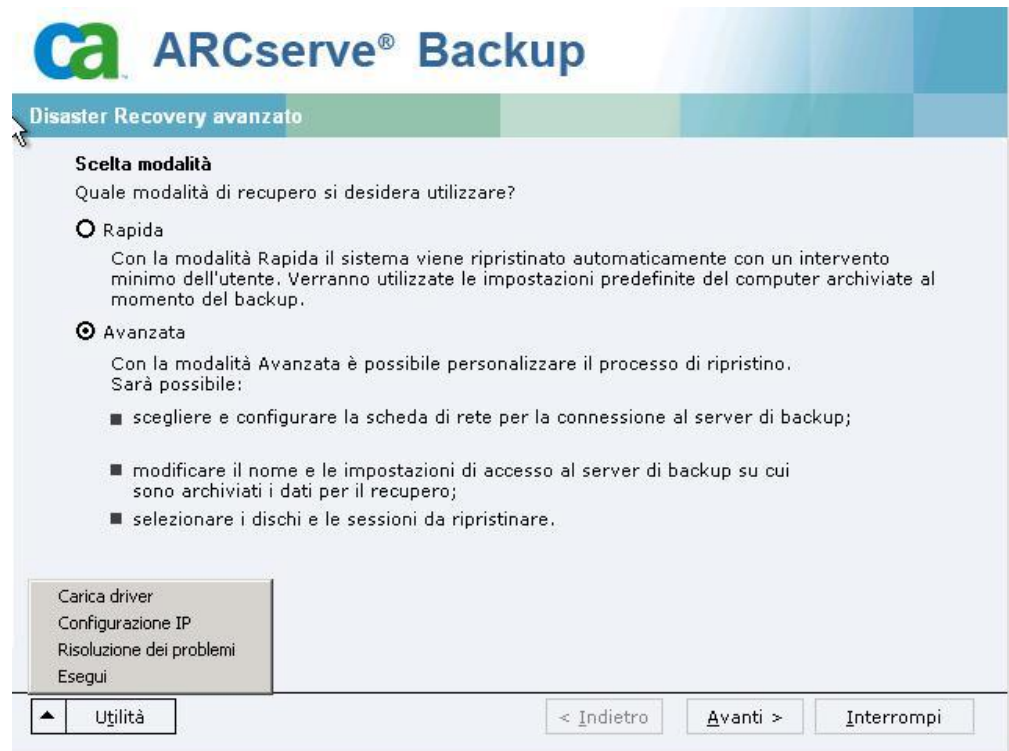 ca ARCserve® Backup
Disaster Recovery avanzato
Scelta modalità
Quale modalità di recupero si desidera utilizzare?
Rapida
Con la modalità Rapida il sistema viene ripristinato automaticamente con un intervento
minimo dell'utente. Verranno utilizzate le impostazioni predefinite del computer archiviate al
momento del backup.
Avanzata
Con la modalità Avanzata è possibile personalizzare il processo di ripristino.
Sarà possibile:
scegliere e configurare la scheda di rete per la connessione al server di backup;
modificare il nome e le impostazioni di accesso al server di backup su cui
sono archiviati i dati per il recupero;
selezionare i dischi e le sessioni da ripristinare.
Carica driver
Configurazione IP
Risoluzione dei problemi
Esegui
Utilità
< Indietro
Avanti >
Interrompi